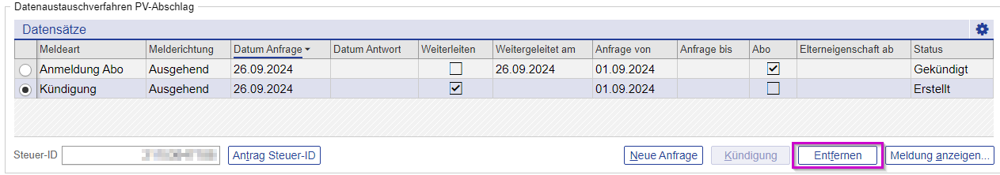 Datenaustauschverfahren PV-Abschlag
Datensätze
Meldeart Melderichtung Datum Anfrage Datum Antwort Weiterleiten Weitergeleitet am Anfrage von Anfrage bis Abo Elterneigenschaft ab Status
Anmeldung Abo Ausgehend 26.09.2024 26.09.2024 01.09.2024 Gekündigt
Kündigung Ausgehend 26.09.2024 01.09.2024 Erstellt
Steuer-ID Antrag Steuer-ID Neue Anfrage Kündigung Entfernen Meldung anzeigen...